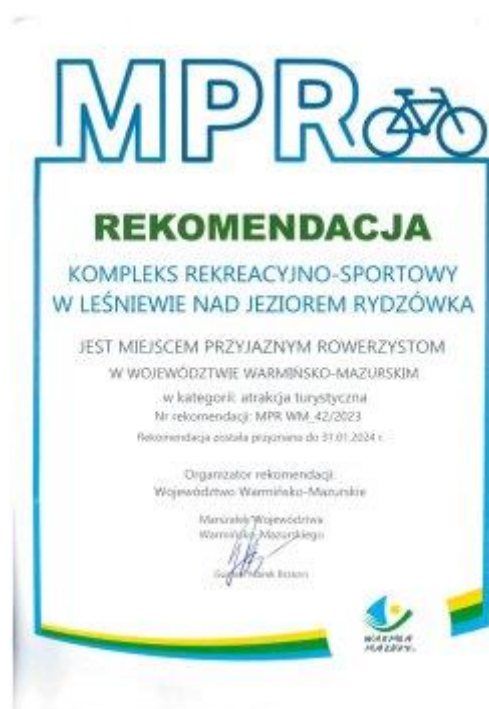 MPR
REKOMENDACJA
KOMPLEKS REKREACYJNO-SPORTOWY
W LEŚNIEWIE NAD JEZIOREM RYDZÓWKA
JEST MIEJSCEM PRZYJAZNYM ROWERZYSTOM
W WOJEWÓDZTWIE WARMIŃSKO-MAZURSKIM
w kategorii: atrakcja turystyczna
Nr rekomendacji: MPR WM_42/2023
Rekomendacja została przyznana do 31.01.2024 r.
Organizator rekomendacji:
Województwo Warmińsko-Mazurskie
Marszałek Województwa
Warmińsko-Mazurskiego
Marek Brzezin
WARMIA
MAZURY